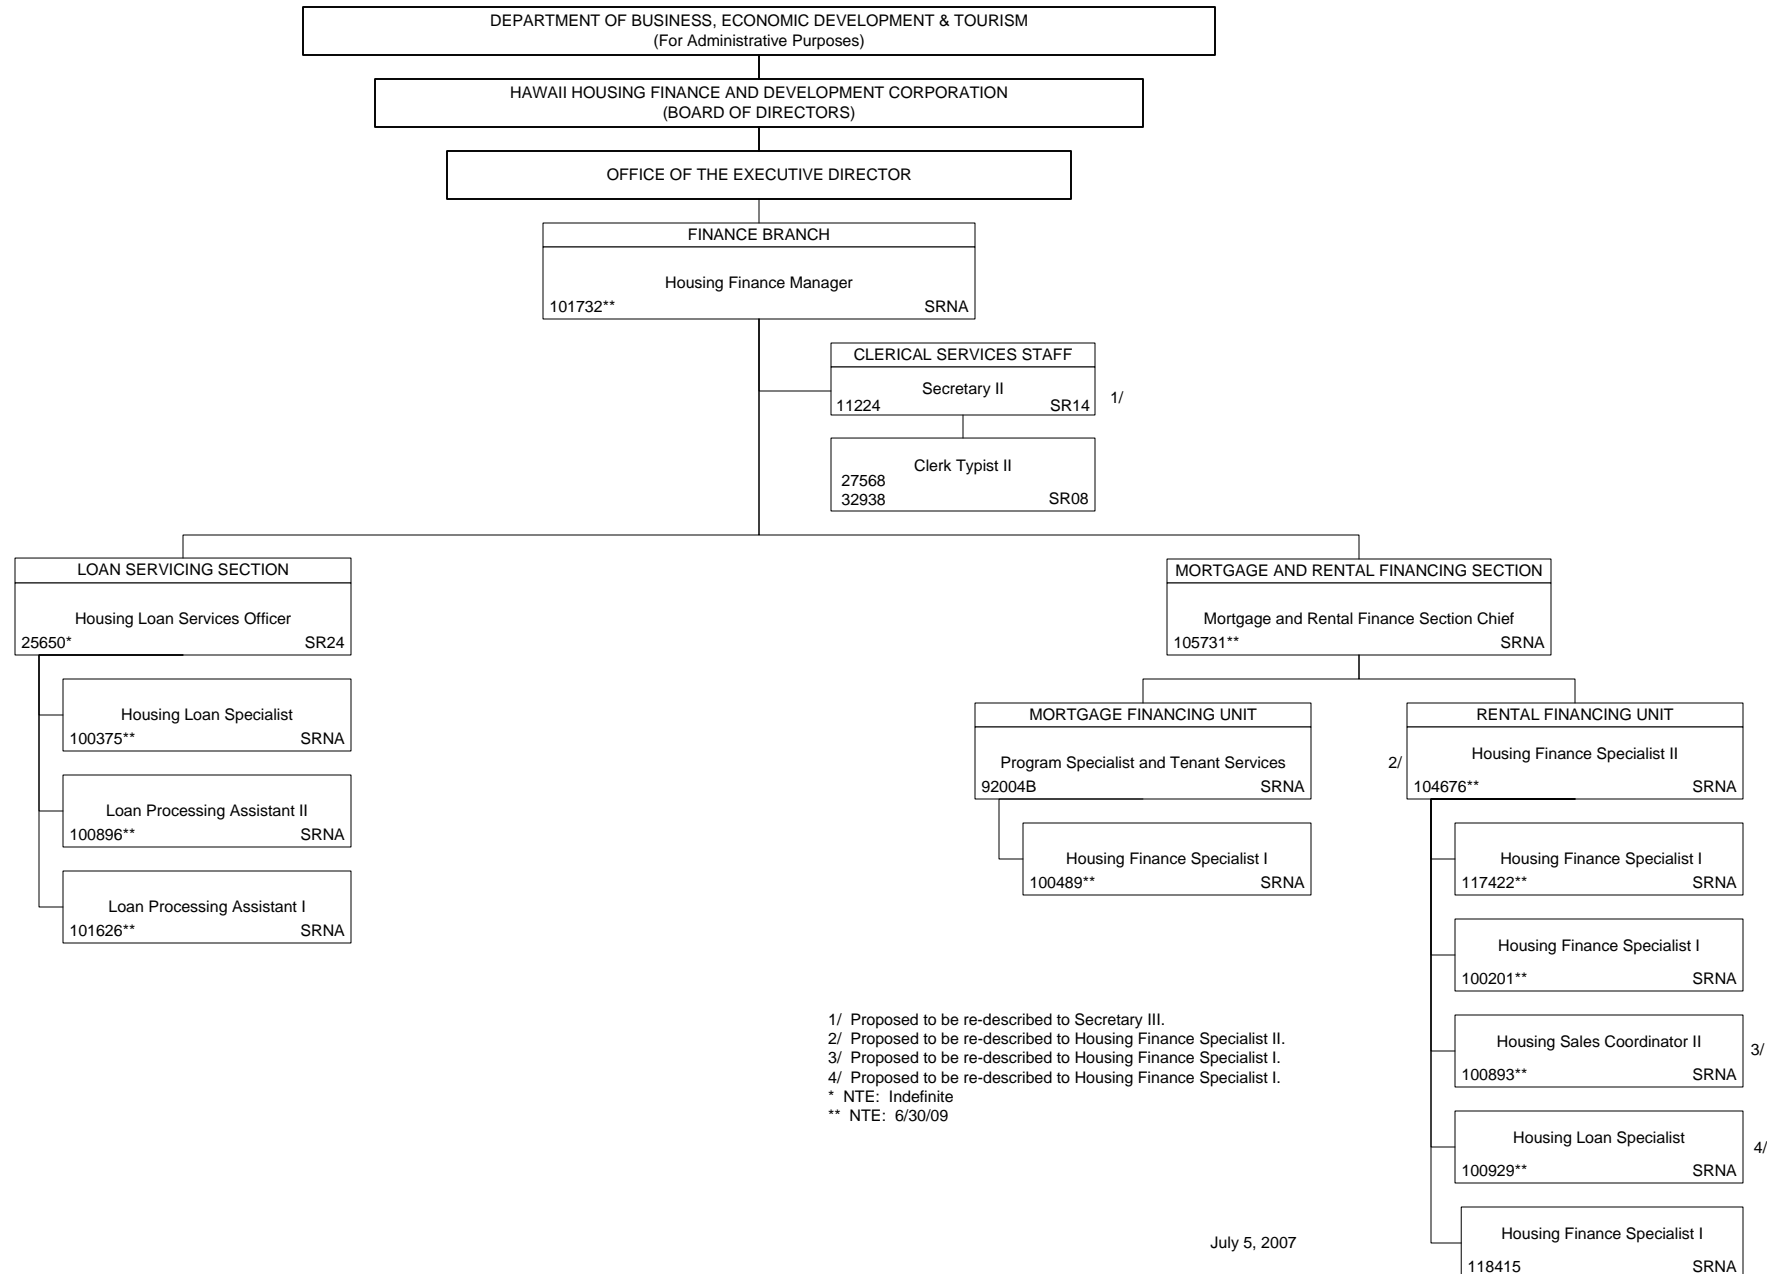 DEPARTMENT OF BUSINESS, ECONOMIC DEVELOPMENT & TOURISM
(For Administrative Purposes)
HAWAII HOUSING FINANCE AND DEVELOPMENT CORPORATION
(BOARD OF DIRECTORS)
OFFICE OF THE EXECUTIVE DIRECTOR
FINANCE BRANCH
Housing Finance Manager
101732** SRNA
CLERICAL SERVICES STAFF
Secretary II
11224 SR14 1/
Clerk Typist II
27568
32938 SR08
LOAN SERVICING SECTION
Housing Loan Services Officer
25650* SR24
Housing Loan Specialist
100375** SRNA
Loan Processing Assistant II
100896** SRNA
Loan Processing Assistant I
101626** SRNA
MORTGAGE AND RENTAL FINANCING SECTION
Mortgage and Rental Finance Section Chief
105731** SRNA
MORTGAGE FINANCING UNIT
Program Specialist and Tenant Services
92004B SRNA
Housing Finance Specialist I
100489** SRNA
RENTAL FINANCING UNIT
2/ Housing Finance Specialist II
104676** SRNA
Housing Finance Specialist I
117422** SRNA
Housing Finance Specialist I
100201** SRNA
Housing Sales Coordinator II 3/
100893** SRNA
Housing Loan Specialist 4/
100929** SRNA
Housing Finance Specialist I
118415 SRNA
1/ Proposed to be re-described to Secretary III.
2/ Proposed to be re-described to Housing Finance Specialist II.
3/ Proposed to be re-described to Housing Finance Specialist I.
4/ Proposed to be re-described to Housing Finance Specialist I.
* NTE: Indefinite
** NTE: 6/30/09
July 5, 2007